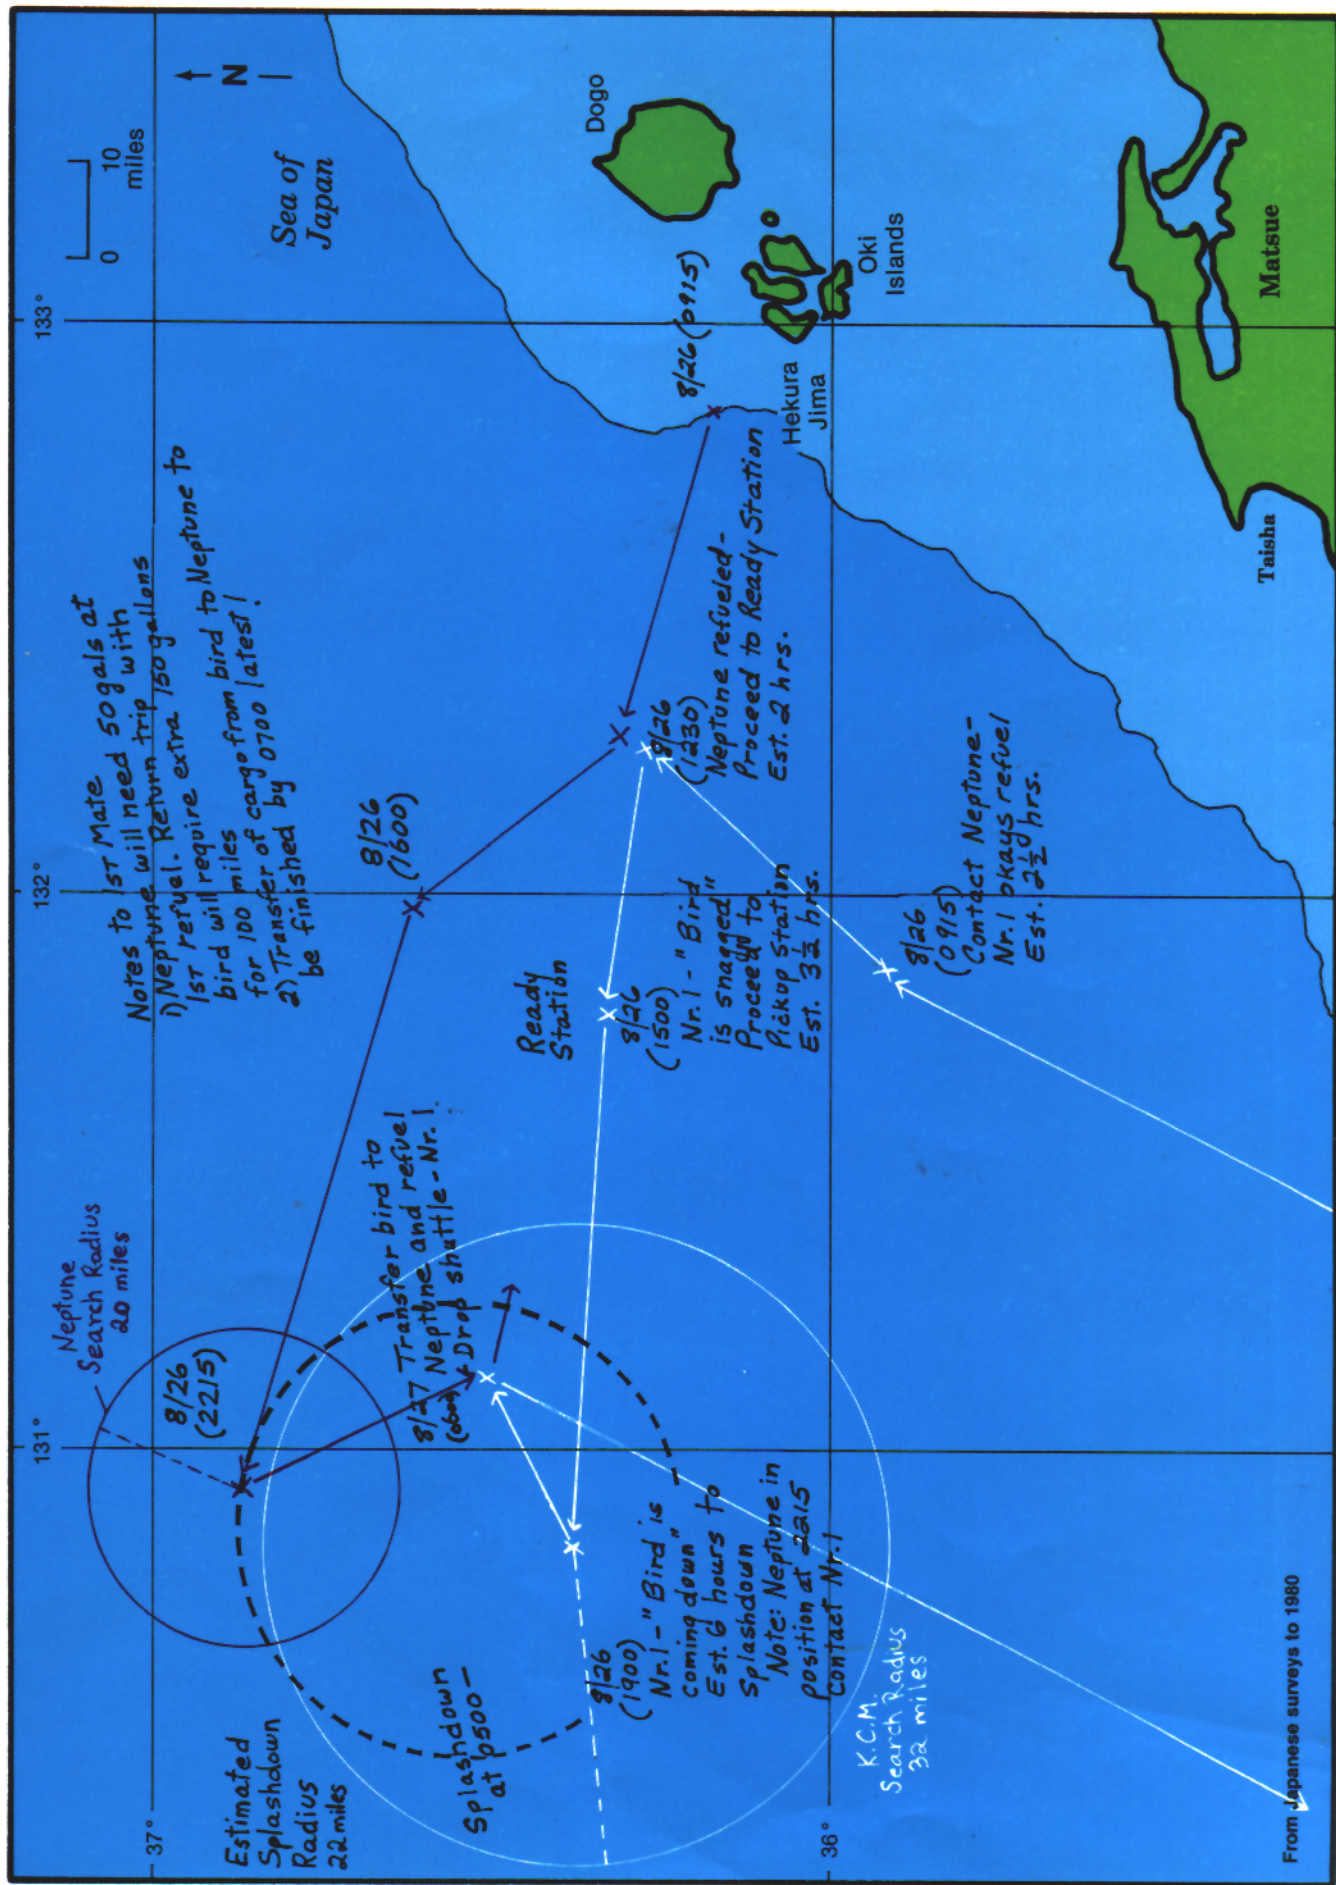 Estimated
Splashdown
Radius
22 miles
37°
36°
131°
132°
133°
Neptune
Search Radius
20 miles
8/26
(2215)
Notes to 1ST Mate
1) Neptune will need 50 gals at
1ST refuel. Return trip with
bird will require extra 150 gallons
1ST will require bird to Neptune to
for 100 miles
2) Transfer of cargo from
be finished by 0700 latest!
0 10
miles
N
Sea of
Japan
Splashdown
at 0500-
8/27 Transfer bird to
(0600) Neptune and refuel
Drop shuttle-Nr.1
8/26
(1600)
Ready
Station
8/26
(1500)
Nr.1-"Bird
is snagged"
Proceed to
Pickup Station
Est. 3½ hrs.
8/26
(1230)
Neptune refueled-
Proceed to Ready Station
Est. 2 hrs.
8/26 (0915)
Dogo
Oki
Islands
Hekura
Jima
8/26
(1900)
Nr.1-"Bird is
coming down"
Est. 6 hours to
splashdown
Note: Neptune in
position at 2215
Contact Nr.1
K.C.M.
Search Radius
32 miles
8/26
(0915)
Contact Neptune-
Nr.1 okays refuel
Est. 2½ hrs.
Taisha
Matsue
From Japanese surveys to 1980